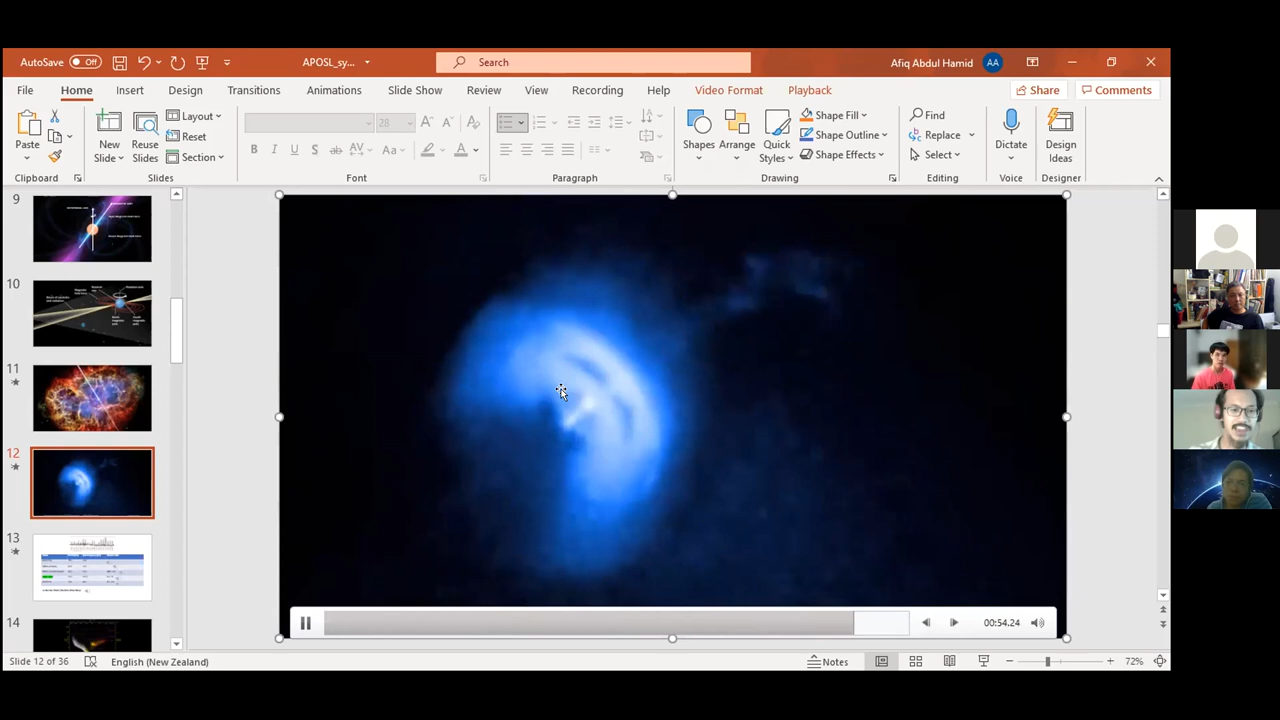 AutoSave Off APOSL_sy... Search Afiq Abdul Hamid AA
File Home Insert Design Transitions Animations Slide Show Review View Recording Help Video Format Playback Share Comments
Paste New Slide Reuse Slides Layout Reset Section 28 Shapes Arrange Quick Styles Shape Fill Shape Outline Shape Effects Find Replace Select Dictate Design Ideas
Clipboard Slides Font Paragraph Drawing Editing Voice Designer
9
10
11
12
13
14
00:54.24
Slide 12 of 36 English (New Zealand) Notes 72%